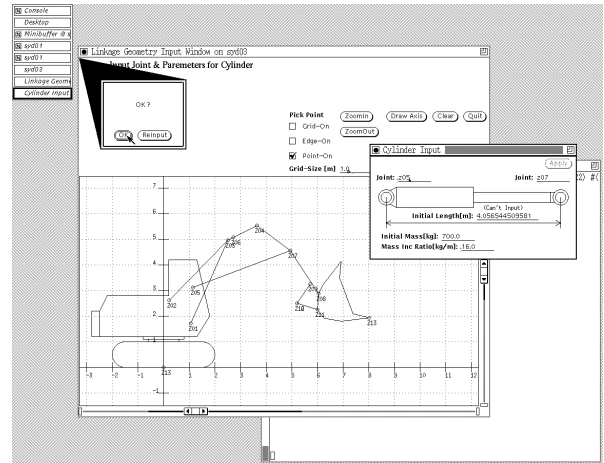 Console
Desktop
Minibuffer @ s
syd01
syd01
syd03
Linkage Geome
Cylinder Input
Linkage Geometry Input Window on syd03
Input Joint & Paremeters for Cylinder
OK ?
OK
ReInput
Pick Point
ZoomIn
Draw Axis
Clear
Quit
Grid-On
ZoomOut
Edge-On
Point-On
Grid-Size [m] 1.0
Cylinder Input
Apply
Joint: z05
Joint: z07
(Can't Input)
Initial Length[m]: 4.056544509581
Initial Mass[kg]: 700.0
Mass Inc Ratio[kg/m]: 16.0
7
6
5
4
3
2
1
-1
Z04
Z06
Z03
Z07
Z05
Z02
Z01
Z08
Z10
Z11
Z13
Z13
-3 -2 -1 1 2 3 4 5 6 7 8 9 10 11 12